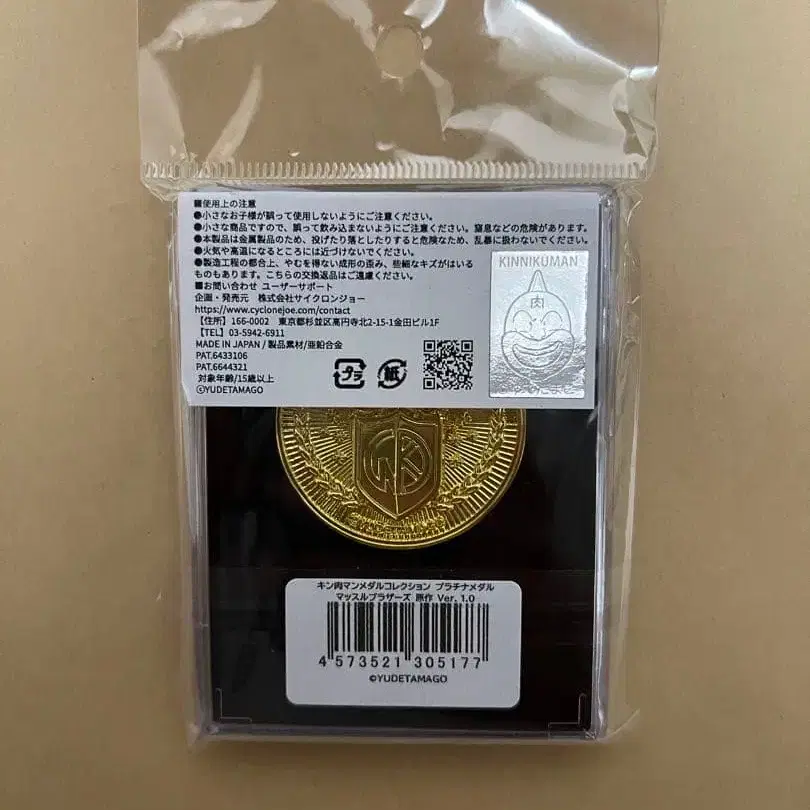 ■使用上の注意
●小さなお子様が誤って使用しないようにご注意ください。
●小さな商品ですので、誤って飲み込まないようにご注意ください。窒息などの危険があります。
●本製品は金属製品のため、投げたり落としたりすると危険なため、乱暴に扱わないでください。
●火気や高温になるところには近づけないでください。
●製造工程の都合上、やむを得ない成形の歪み、些細なキズがはいる
ものもあります。こちらの交換返品はご遠慮ください。
■お問い合わせ ユーザーサポート
企画・発売元 株式会社サイクロンジョー
https://www.cyclonejoe.com/contact
【住所】 166-0002 東京都杉並区高円寺北2-15-1金田ビル1F
【TEL】 03-5942-6911
MADE IN JAPAN / 製品素材/亜鉛合金
PAT.6433106
PAT.6644321
対象年齢/15歳以上
©YUDETAMAGO
プラ
紙
KINNIKUMAN
肉
キン肉マンメダルコレクション プラチナメダル
マッスルブラザーズ 原作 Ver. 1.0
4 573521 305177
©YUDETAMAGO